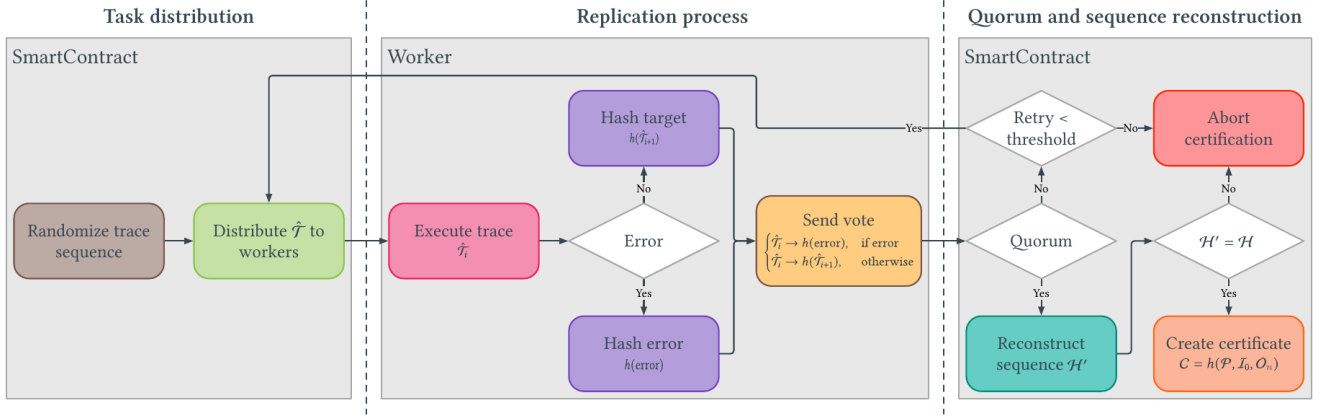 Task distribution
Replication process
Quorum and sequence reconstruction
SmartContract
Randomize trace
sequence
Distribute 𝒯̂ to
workers
Worker
Execute trace
𝒯̂ᵢ
Error
No
Yes
Hash target
h(𝒯̂ᵢ₊₁)
Hash error
h(error)
Send vote
{ 𝒯̂ᵢ → h(error), if error
𝒯̂ᵢ → h(𝒯̂ᵢ₊₁), otherwise
SmartContract
Retry <
threshold
Yes
No
Abort
certification
No
No
Quorum
ℋ′ = ℋ
Yes
Yes
Reconstruct
sequence ℋ′
Create certificate
𝒞 = h(𝒫, ℐ₀, 𝒪ₙ)